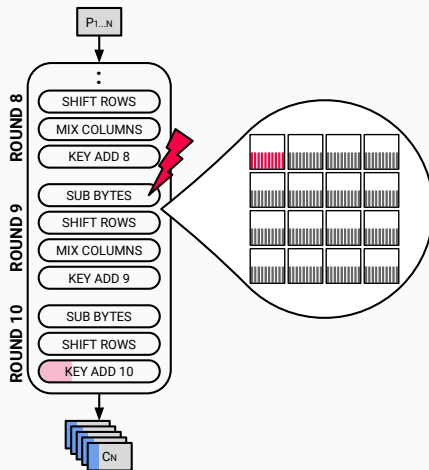 P1...N
ROUND 8
SHIFT ROWS
MIX COLUMNS
KEY ADD 8
ROUND 9
SUB BYTES
SHIFT ROWS
MIX COLUMNS
KEY ADD 9
ROUND 10
SUB BYTES
SHIFT ROWS
KEY ADD 10
CN